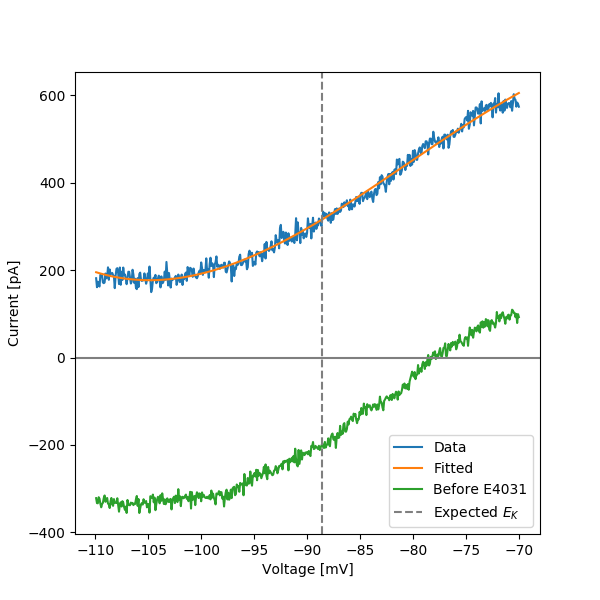 600
400
200
0
−200
−400
Current [pA]
Data
Fitted
Before E4031
Expected E_K
−110 −105 −100 −95 −90 −85 −80 −75 −70
Voltage [mV]